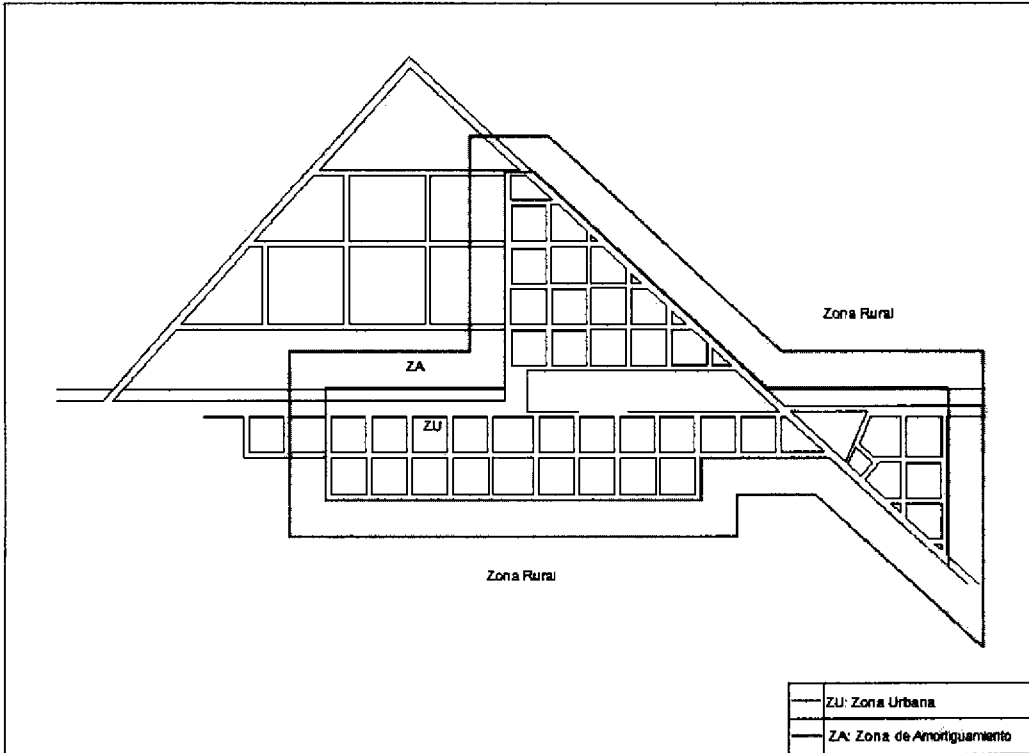 Zona Rural
ZA
ZU
Zona Rural
ZU: Zona Urbana
ZA: Zona de Amortiguamiento